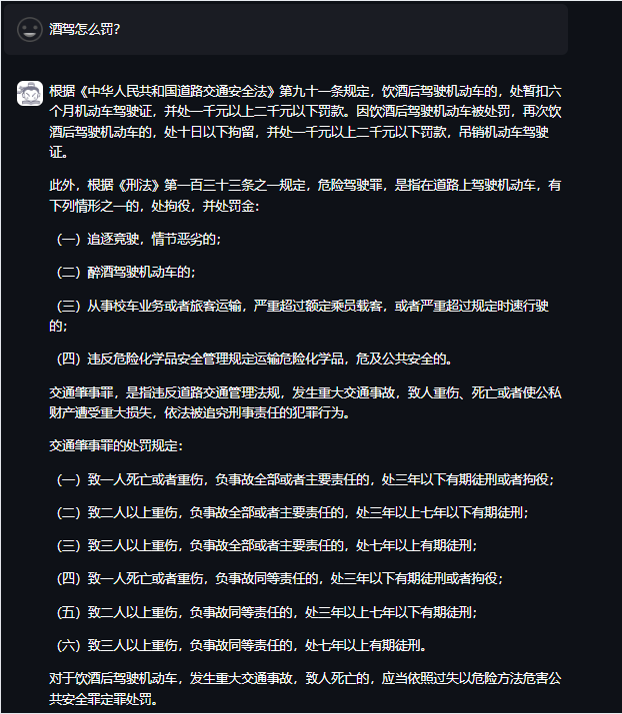 酒驾怎么罚?
根据《中华人民共和国道路交通安全法》第九十一条规定，饮酒后驾驶机动车的，处暂扣六
个月机动车驾驶证，并处一千元以上二千元以下罚款。因饮酒后驾驶机动车被处罚，再次饮
酒后驾驶机动车的，处十日以下拘留，并处一千元以上二千元以下罚款，吊销机动车驾驶
证。
此外，根据《刑法》第一百三十三条之一规定，危险驾驶罪，是指在道路上驾驶机动车，有
下列情形之一的，处拘役，并处罚金：
（一）追逐竞驶，情节恶劣的；
（二）醉酒驾驶机动车的；
（三）从事校车业务或者旅客运输，严重超过额定乘员载客，或者严重超过规定时速行驶
的；
（四）违反危险化学品安全管理规定运输危险化学品，危及公共安全的。
交通肇事罪，是指违反道路交通管理法规，发生重大交通事故，致人重伤、死亡或者使公私
财产遭受重大损失，依法被追究刑事责任的犯罪行为。
交通肇事罪的处罚规定：
（一）致一人死亡或者重伤，负事故全部或者主要责任的，处三年以下有期徒刑或者拘役；
（二）致二人以上重伤，负事故全部或者主要责任的，处三年以上七年以下有期徒刑；
（三）致三人以上重伤，负事故全部或者主要责任的，处七年以上有期徒刑；
（四）致一人死亡或者重伤，负事故同等责任的，处三年以下有期徒刑或者拘役；
（五）致二人以上重伤，负事故同等责任的，处三年以上七年以下有期徒刑；
（六）致三人以上重伤，负事故同等责任的，处七年以上有期徒刑。
对于饮酒后驾驶机动车，发生重大交通事故，致人死亡的，应当依照过失以危险方法危害公
共安全罪定罪处罚。